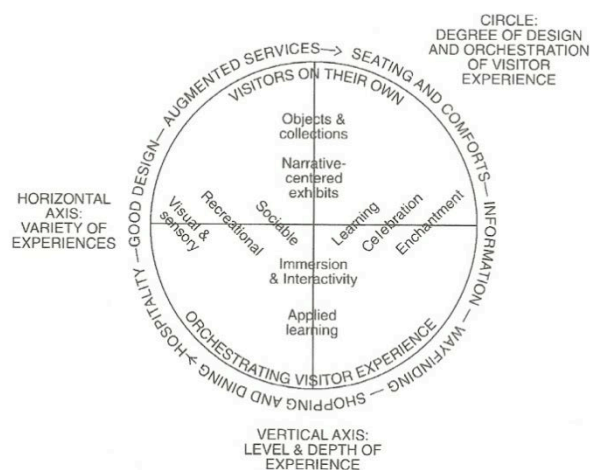 CIRCLE:
DEGREE OF DESIGN
AND ORCHESTRATION
OF VISITOR
EXPERIENCE
GOOD DESIGN — AUGMENTED SERVICES → SEATING AND COMFORTS — INFORMATION — WAYFINDING — SHOPPING AND DINING → HOSPITALITY —
VISITORS ON THEIR OWN
Objects &
collections
Narrative-
centered
exhibits
HORIZONTAL
AXIS:
VARIETY OF
EXPERIENCES
Visual &
sensory
Recreational
Sociable
Learning
Celebration
Enchantment
Immersion
& Interactivity
Applied
learning
ORCHESTRATING VISITOR EXPERIENCE
VERTICAL AXIS:
LEVEL & DEPTH OF
EXPERIENCE